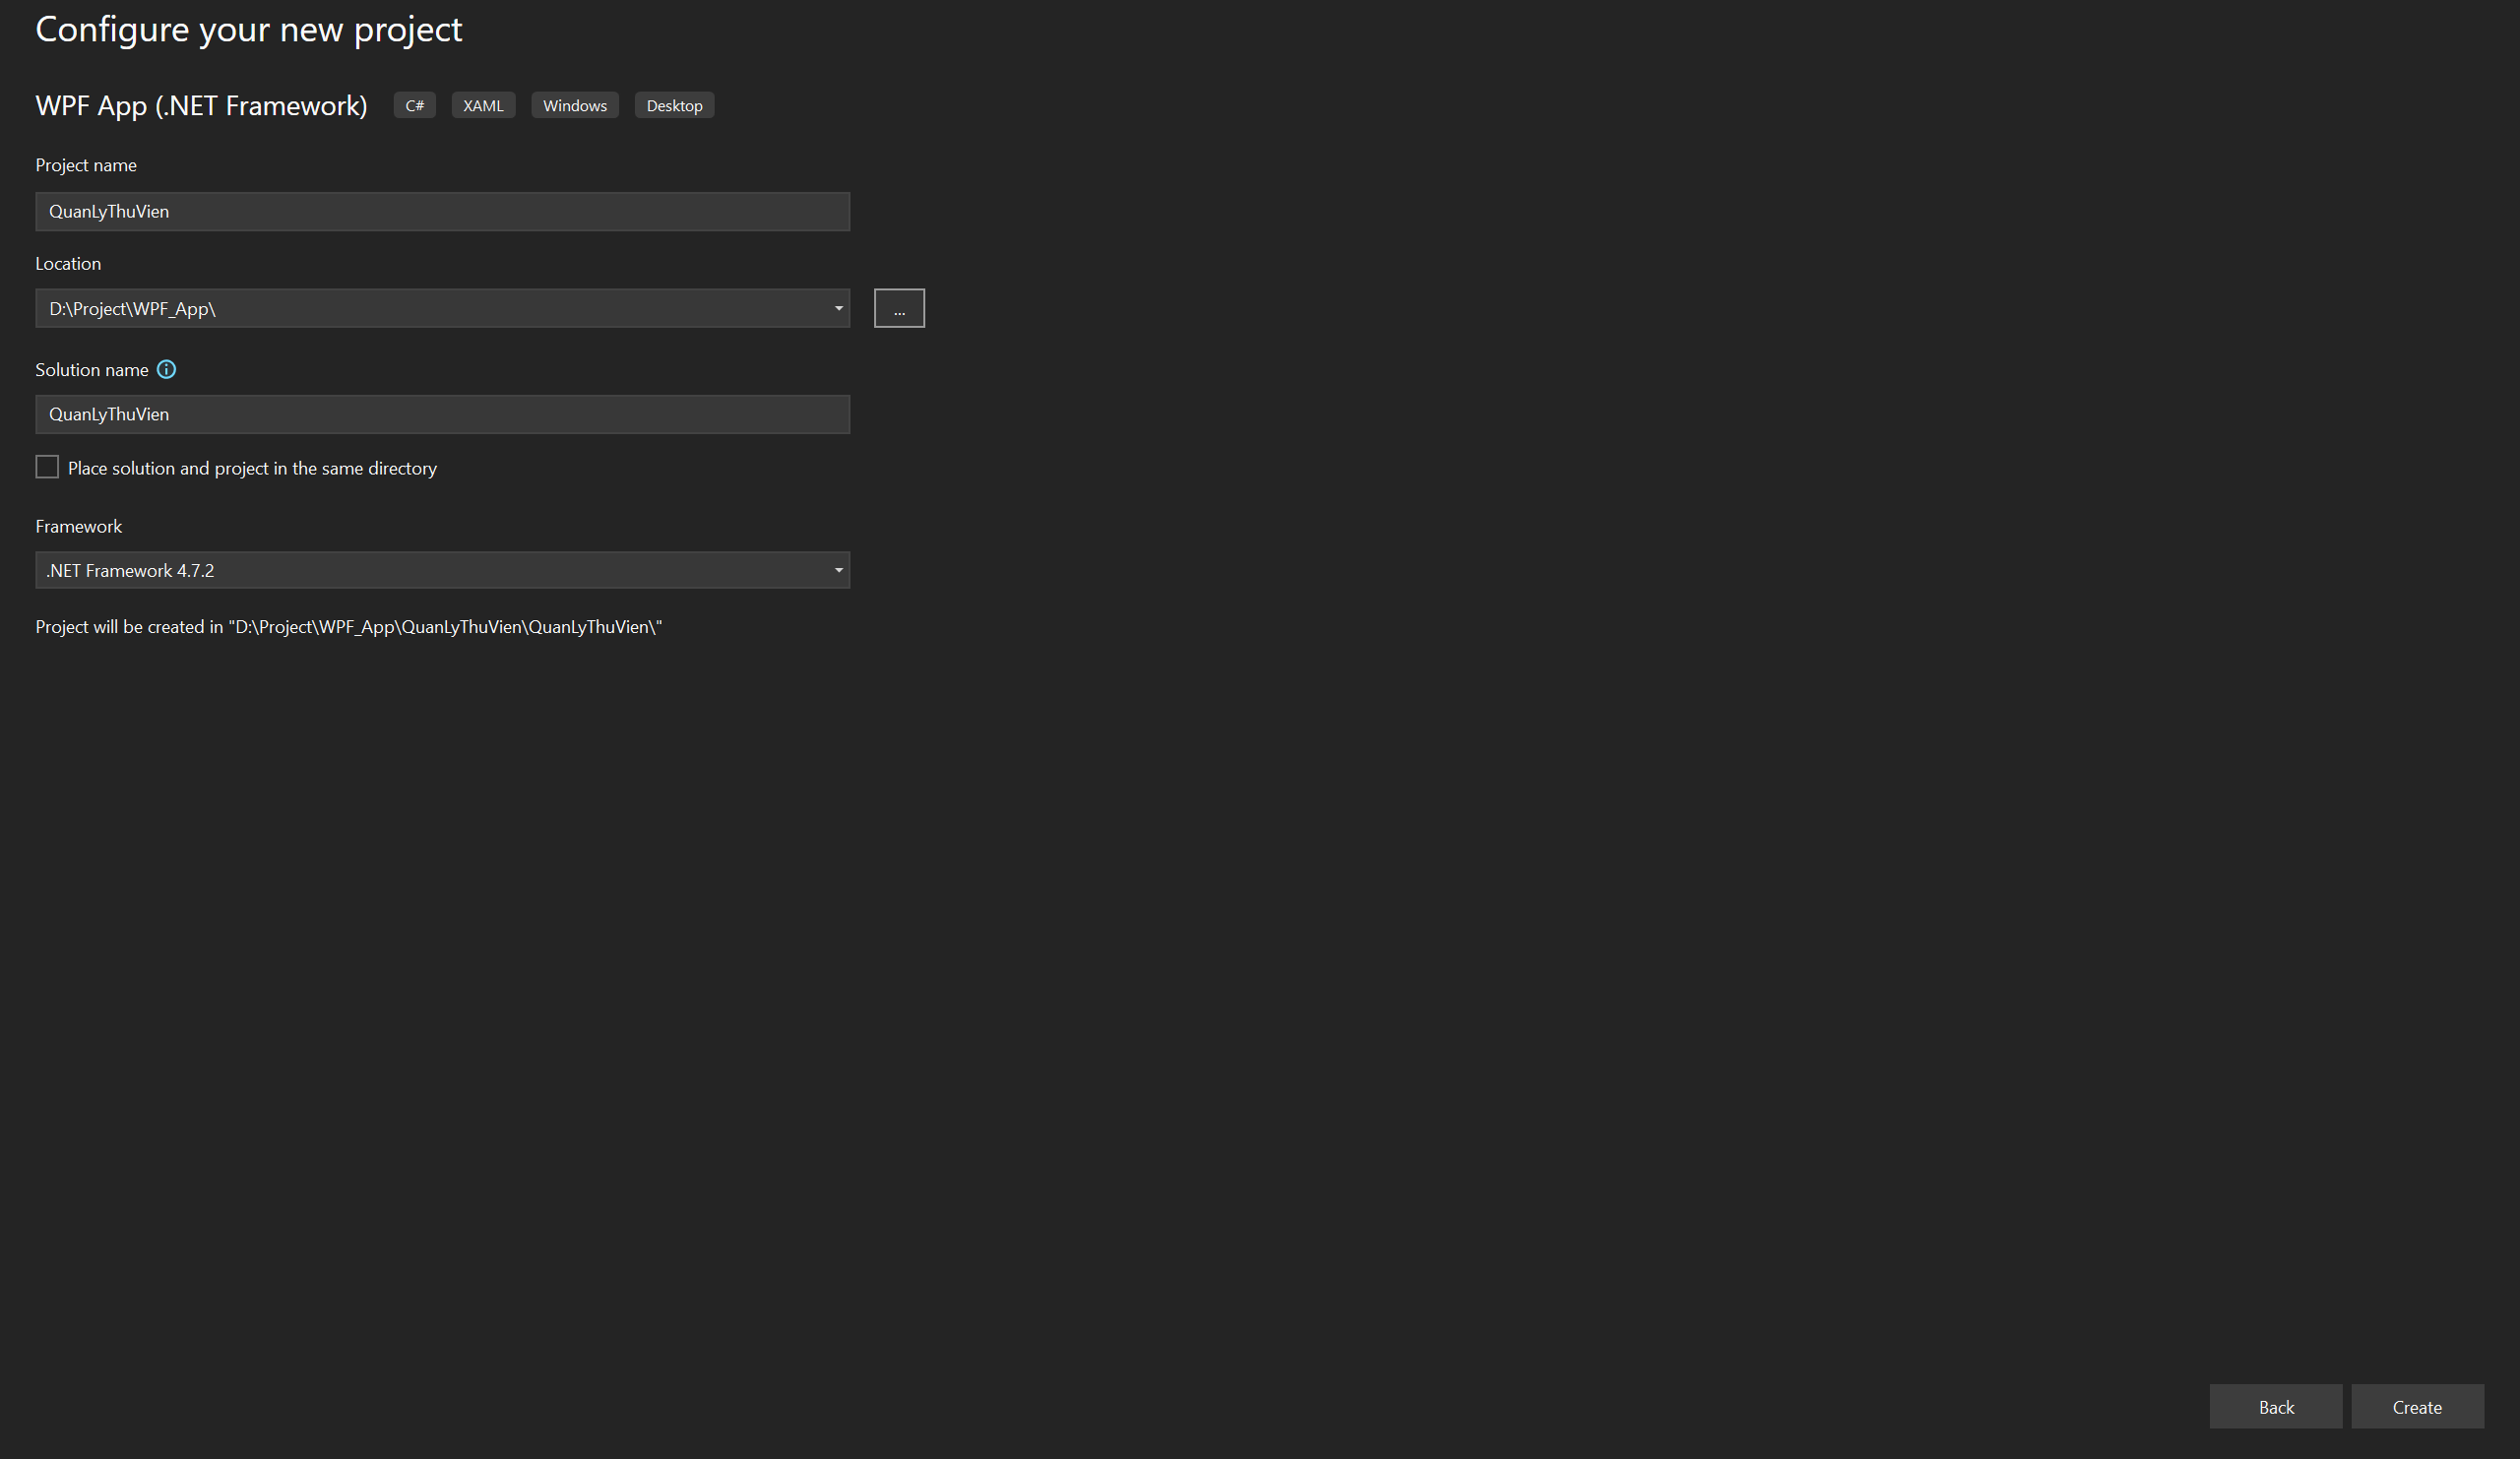 Configure your new project
WPF App (.NET Framework) C# XAML Windows Desktop
Project name
QuanLyThuVien
Location
D:\Project\WPF_App\
...
Solution name
QuanLyThuVien
Place solution and project in the same directory
Framework
.NET Framework 4.7.2
Project will be created in "D:\Project\WPF_App\QuanLyThuVien\QuanLyThuVien\"
Back Create